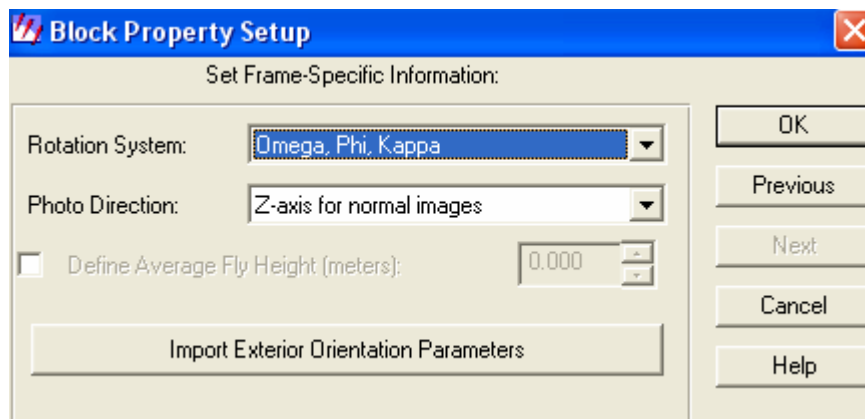 Block Property Setup
Set Frame-Specific Information:
Rotation System:
Omega, Phi, Kappa
Photo Direction:
Z-axis for normal images
Define Average Fly Height (meters):
0.000
Import Exterior Orientation Parameters
OK
Previous
Next
Cancel
Help